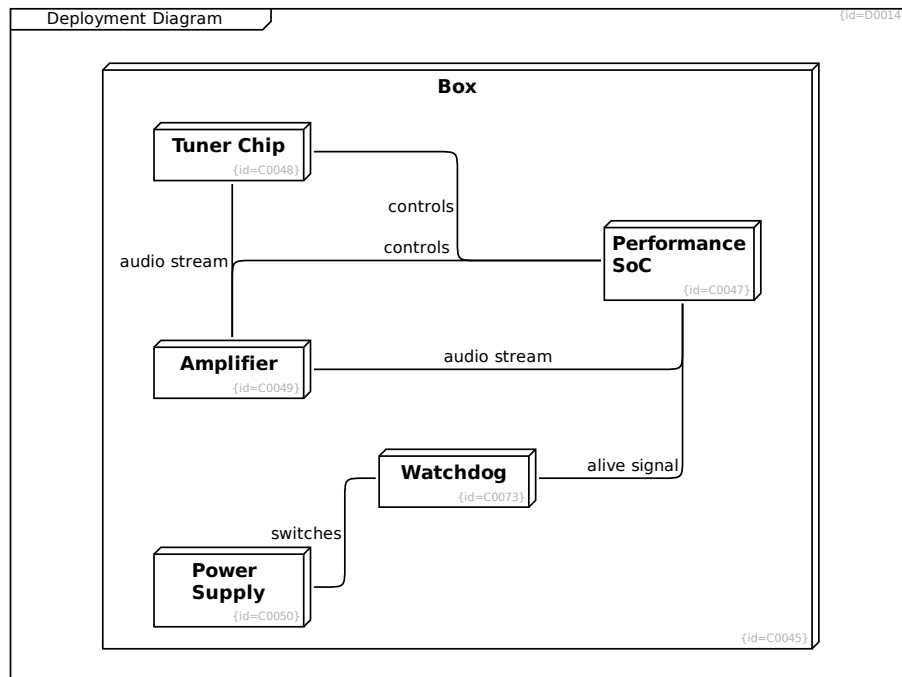 Deployment Diagram
{id=D0014
Box
Tuner Chip
{id=C0048}
controls
Performance
SoC
{id=C0047}
controls
audio stream
Amplifier
{id=C0049}
audio stream
Watchdog
{id=C0073}
alive signal
switches
Power
Supply
{id=C0050}
{id=C0045}